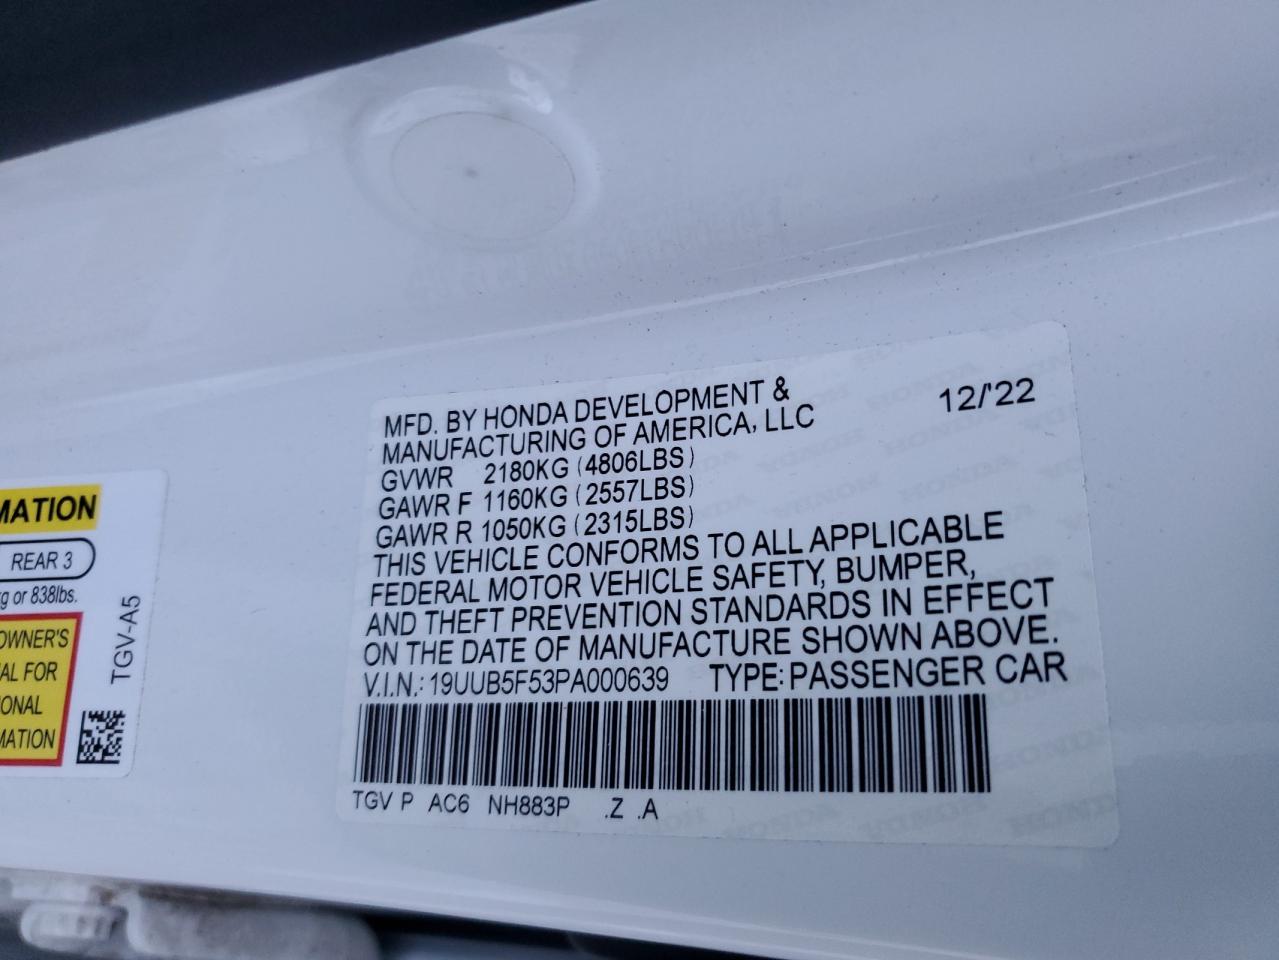 MFD. BY HONDA DEVELOPMENT &
MANUFACTURING OF AMERICA, LLC
12/'22
GVWR 2180KG (4806LBS)
GAWR F 1160KG (2557LBS)
GAWR R 1050KG (2315LBS)
THIS VEHICLE CONFORMS TO ALL APPLICABLE
FEDERAL MOTOR VEHICLE SAFETY, BUMPER,
AND THEFT PREVENTION STANDARDS IN EFFECT
ON THE DATE OF MANUFACTURE SHOWN ABOVE.
V.I.N.: 19UUB5F53PA000639 TYPE: PASSENGER CAR
TGV P AC6 NH883P .Z .A
MATION
REAR 3
kg or 838lbs.
OWNER'S
AL FOR
ONAL
MATION
TGV-A5